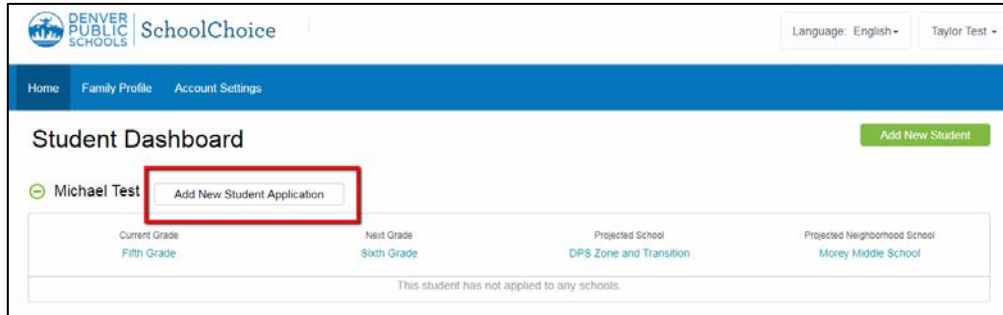 DENVER
PUBLIC
SCHOOLS
SchoolChoice
Language: English
Taylor Test
Home Family Profile Account Settings
Student Dashboard
Add New Student
Michael Test Add New Student Application
Current Grade Next Grade Projected School Projected Neighborhood School
Fifth Grade Sixth Grade DPS Zone and Transition Morey Middle School
This student has not applied to any schools.